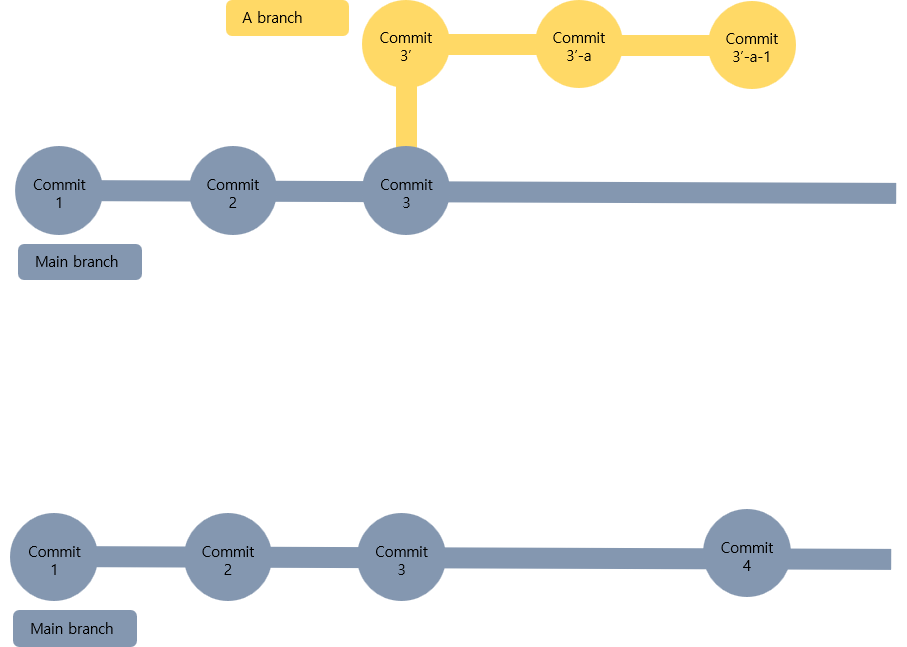 A branch
Commit
3’
Commit
3’-a
Commit
3’-a-1
Commit
1
Commit
2
Commit
3
Main branch
Commit
1
Commit
2
Commit
3
Commit
4
Main branch